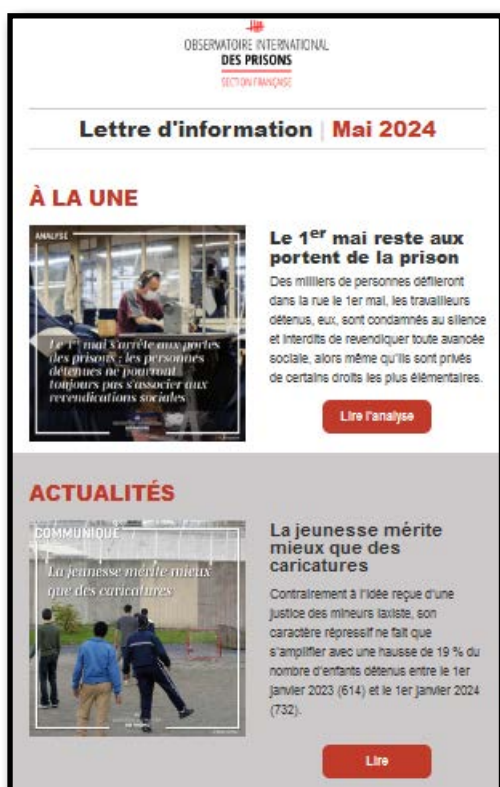 OBSERVATOIRE INTERNATIONAL
DES PRISONS
SECTION FRANÇAISE
Lettre d'information | Mai 2024
À LA UNE
ANALYSE
Le 1er mai s'arrête aux portes
des prisons : les personnes
détenues ne pourront
toujours pas s'associer aux
revendications sociales
Le 1er mai reste aux
portent de la prison
Des milliers de personnes défileront
dans la rue le 1er mai, les travailleurs
détenus, eux, sont condamnés au silence
et interdits de revendiquer toute avancée
sociale, alors même qu'ils sont privés
de certains droits les plus élémentaires.
Lire l'analyse
ACTUALITÉS
COMMUNIQUÉ
La jeunesse mérite mieux
que des caricatures
La jeunesse mérite
mieux que des
caricatures
Contrairement à l'idée reçue d'une
justice des mineurs laxiste, son
caractère répressif ne fait que
s'amplifier avec une hausse de 19 % du
nombre d'enfants détenus entre le 1er
janvier 2023 (614) et le 1er janvier 2024
(732).
Lire